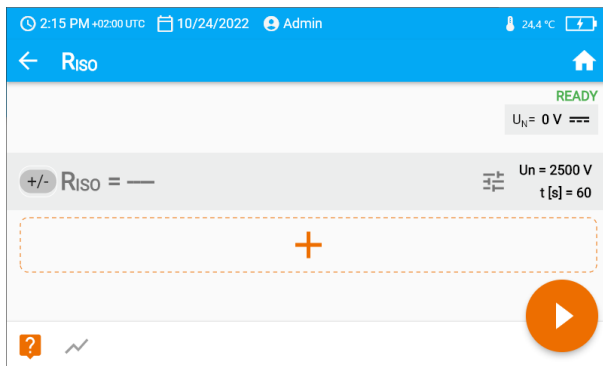 2:15 PM +02:00 UTC 10/24/2022 Admin 24,4 °C
RISO
READY
UN= 0 V
+/- RISO = ––
Un = 2500 V
t [s] = 60
+
?